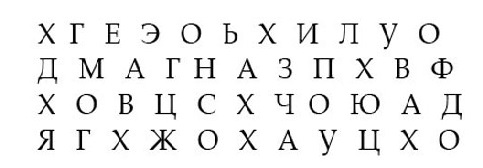 Х Г Е Э О Ь Х И Л У О
Д М А Г Н А З П Х В Ф
Х О В Ц С Х Ч О Ю А Д
Я Г Х Ж О Х А У Ц Х О